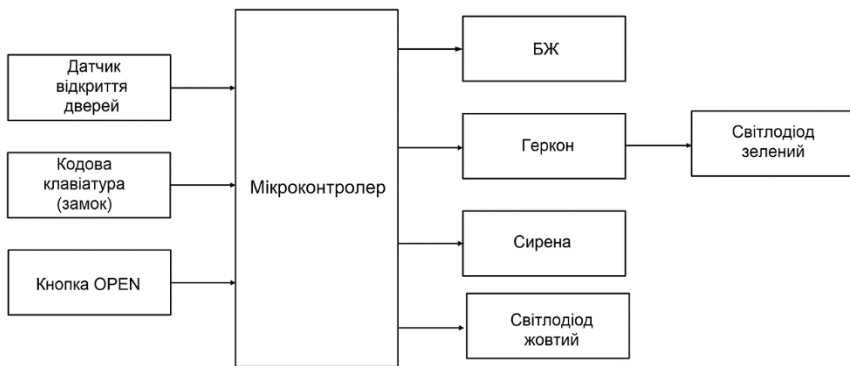 Датчик
відкриття
дверей
Кодова
клавіатура
(замок)
Кнопка OPEN
Мікроконтролер
БЖ
Геркон
Сирена
Світлодіод
жовтий
Світлодіод
зелений